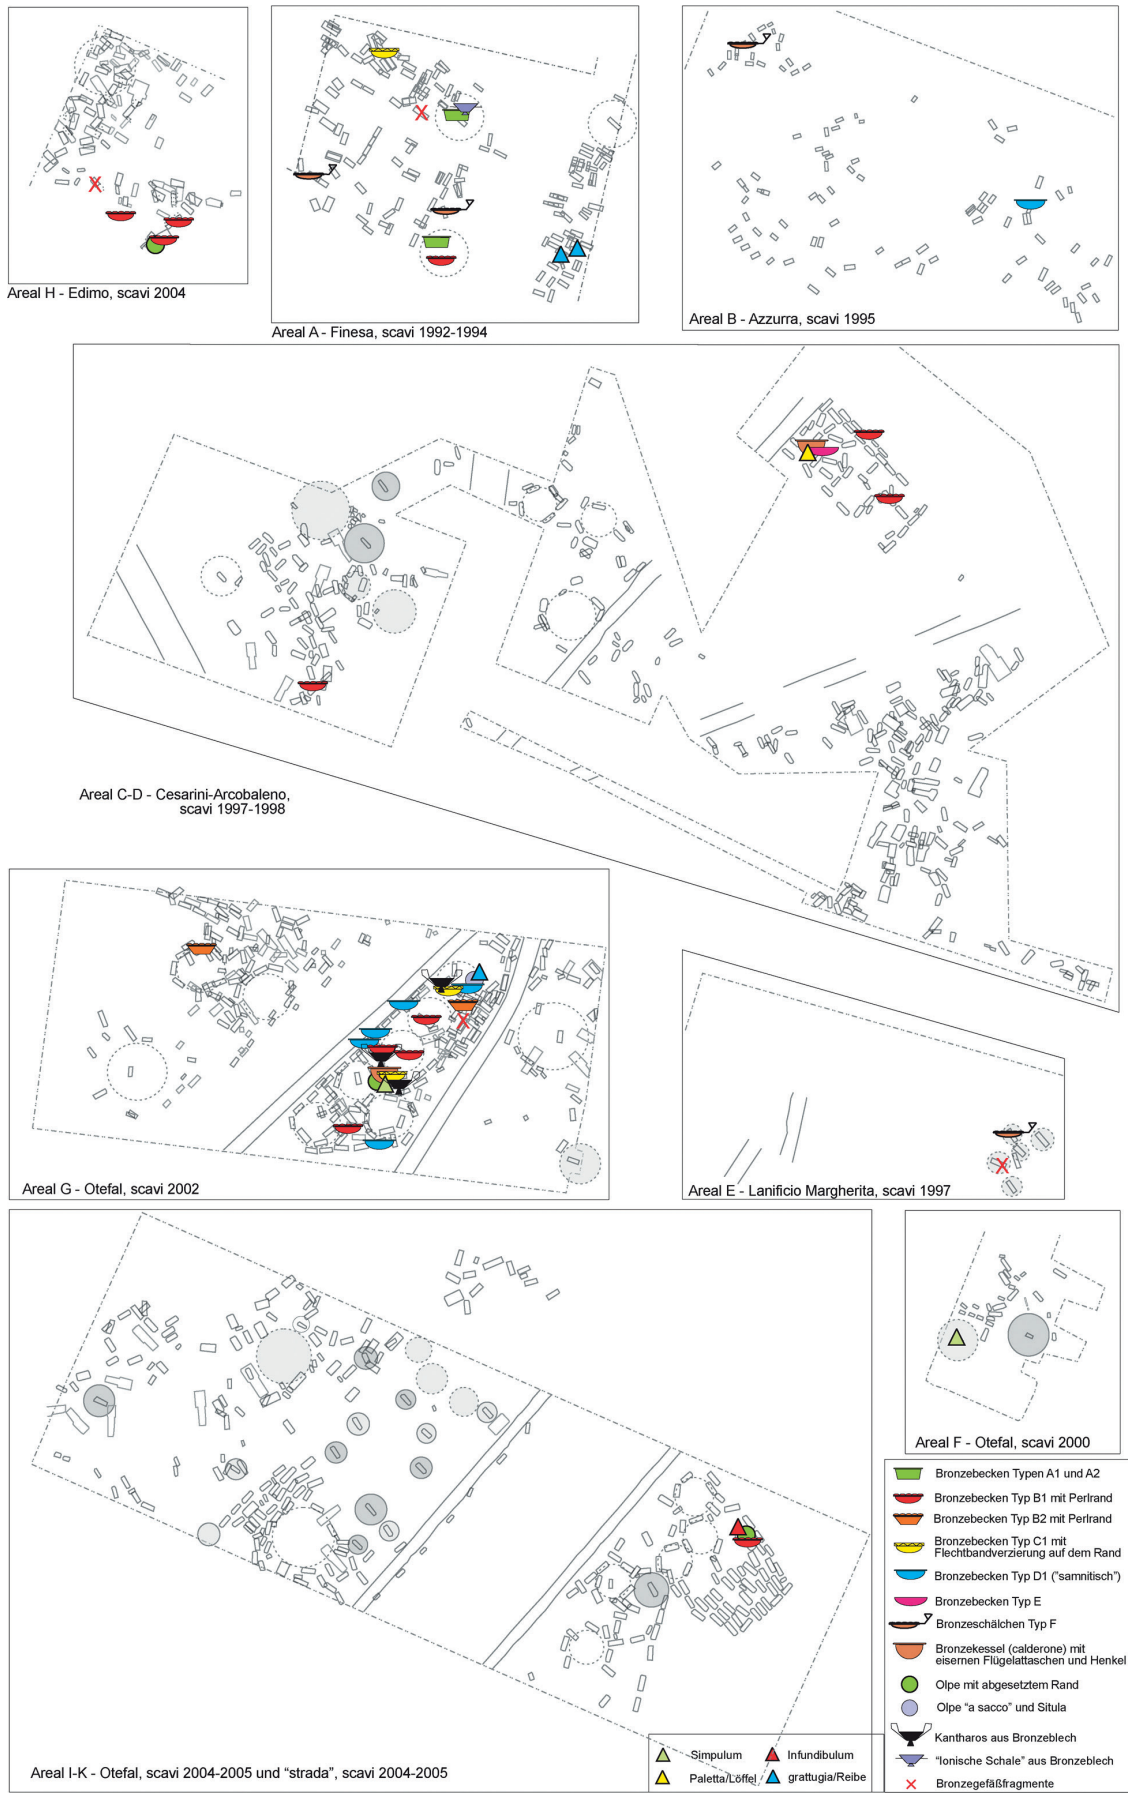 Areal H - Edimo, scavi 2004
Areal A - Finesa, scavi 1992-1994
Areal B - Azzurra, scavi 1995
Areal C-D - Cesarini-Arcobaleno,
scavi 1997-1998
Areal G - Otefal, scavi 2002
Areal E - Lanificio Margherita, scavi 1997
Areal F - Otefal, scavi 2000
Areal I-K - Otefal, scavi 2004-2005 und “strada”, scavi 2004-2005
Simpulum
Infundibulum
Paletta/Löffel
grattugia/Reibe
Bronzebecken Typen A1 und A2
Bronzebecken Typ B1 mit Perlrand
Bronzebecken Typ B2 mit Perlrand
Bronzebecken Typ C1 mit
Flechtbandverzierung auf dem Rand
Bronzebecken Typ D1 ("samnitisch")
Bronzebecken Typ E
Bronzeschälchen Typ F
Bronzekessel (calderone) mit
eisernen Flügelattaschen und Henkel
Olpe mit abgesetztem Rand
Olpe “a sacco” und Situla
Kantharos aus Bronzeblech
“Ionische Schale” aus Bronzeblech
Bronzegefäßfragmente